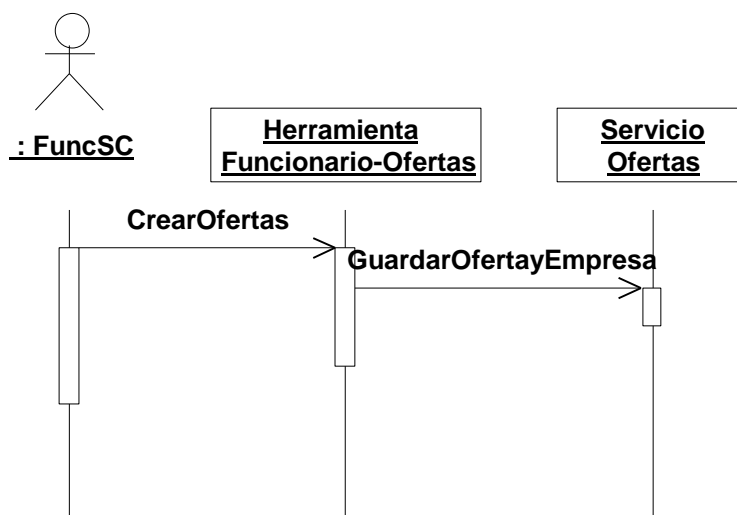 : FuncSC
Herramienta
Funcionario-Ofertas
Servicio
Ofertas
CrearOfertas
GuardarOfertayEmpresa